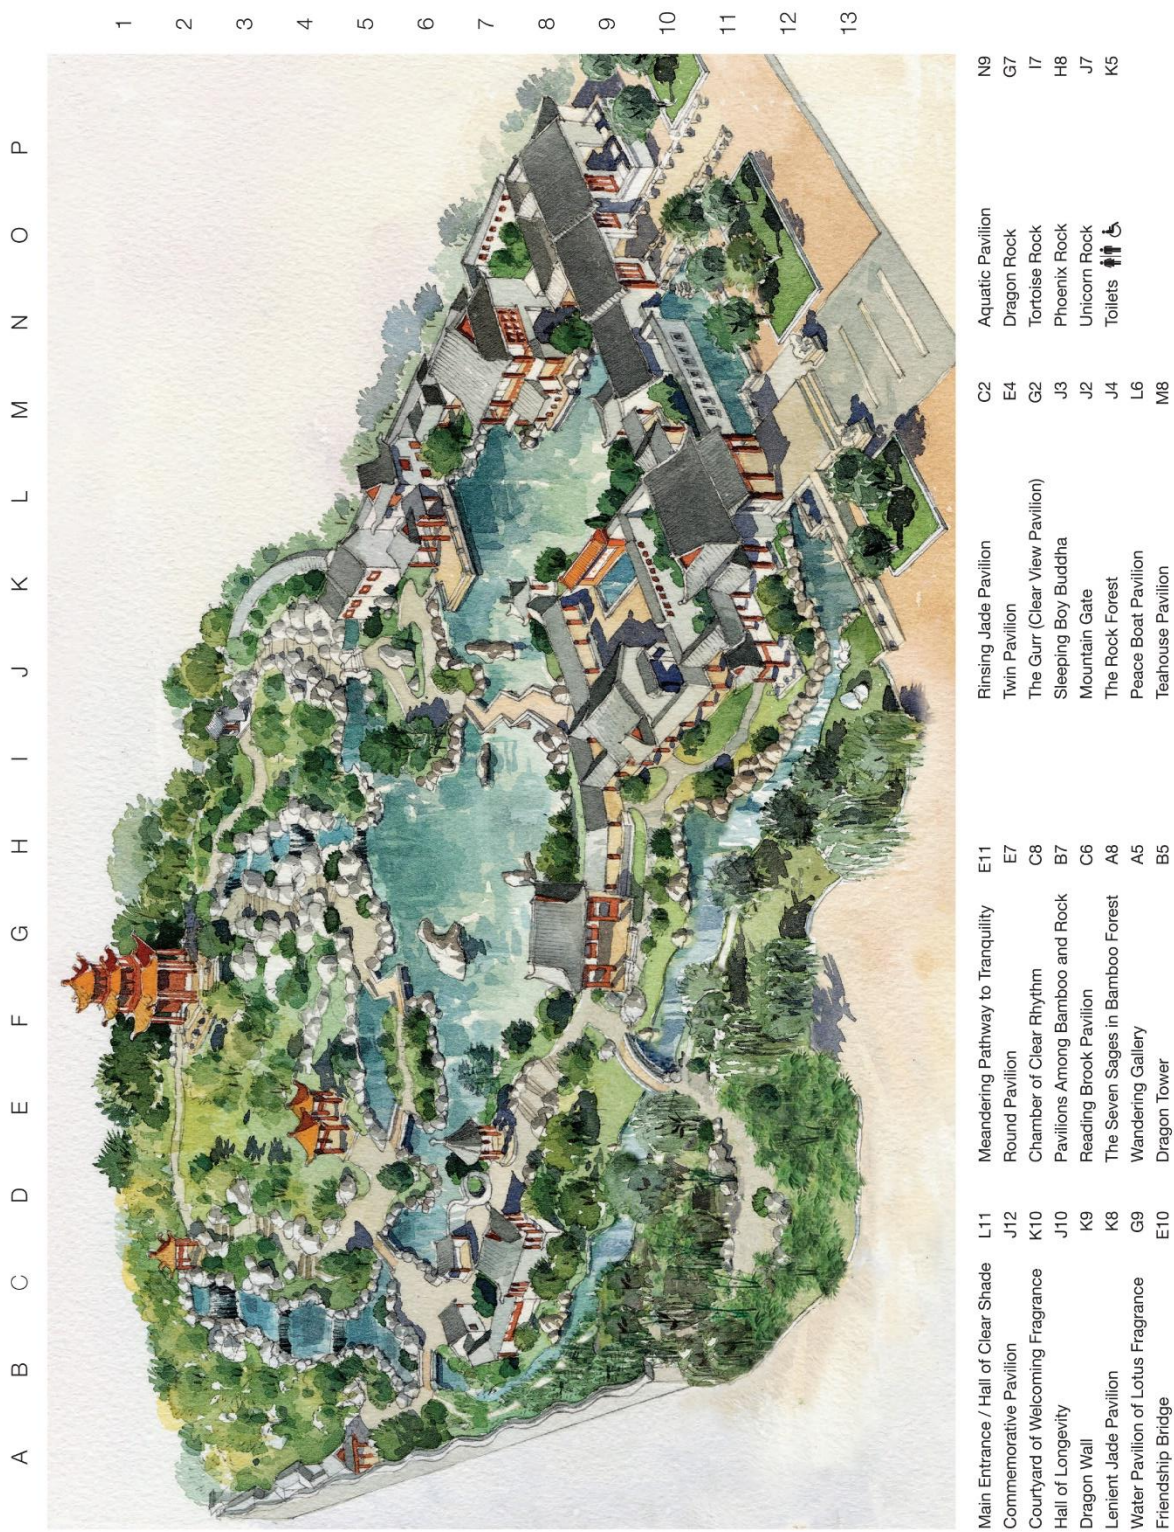 A B C D E F G H I J K L M N O P
1
2
3
4
5
6
7
8
9
10
11
12
13
Main Entrance / Hall of Clear Shade L11
Commemorative Pavilion J12
Courtyard of Welcoming Fragrance K10
Hall of Longevity J10
Dragon Wall K9
Lenient Jade Pavilion K8
Water Pavilion of Lotus Fragrance G9
Friendship Bridge E10
Meandering Pathway to Tranquility E11
Round Pavilion E7
Chamber of Clear Rhythm C8
Pavilions Among Bamboo and Rock B7
Reading Brook Pavilion C6
The Seven Sages in Bamboo Forest A8
Wandering Gallery A5
Dragon Tower B5
Rinsing Jade Pavilion C2
Twin Pavilion E4
The Gurr (Clear View Pavilion) G2
Sleeping Boy Buddha J3
Mountain Gate J2
The Rock Forest J4
Peace Boat Pavilion L6
Teahouse Pavilion M8
Aquatic Pavilion N9
Dragon Rock G7
Tortoise Rock I7
Phoenix Rock H8
Unicorn Rock J7
Toilets K5